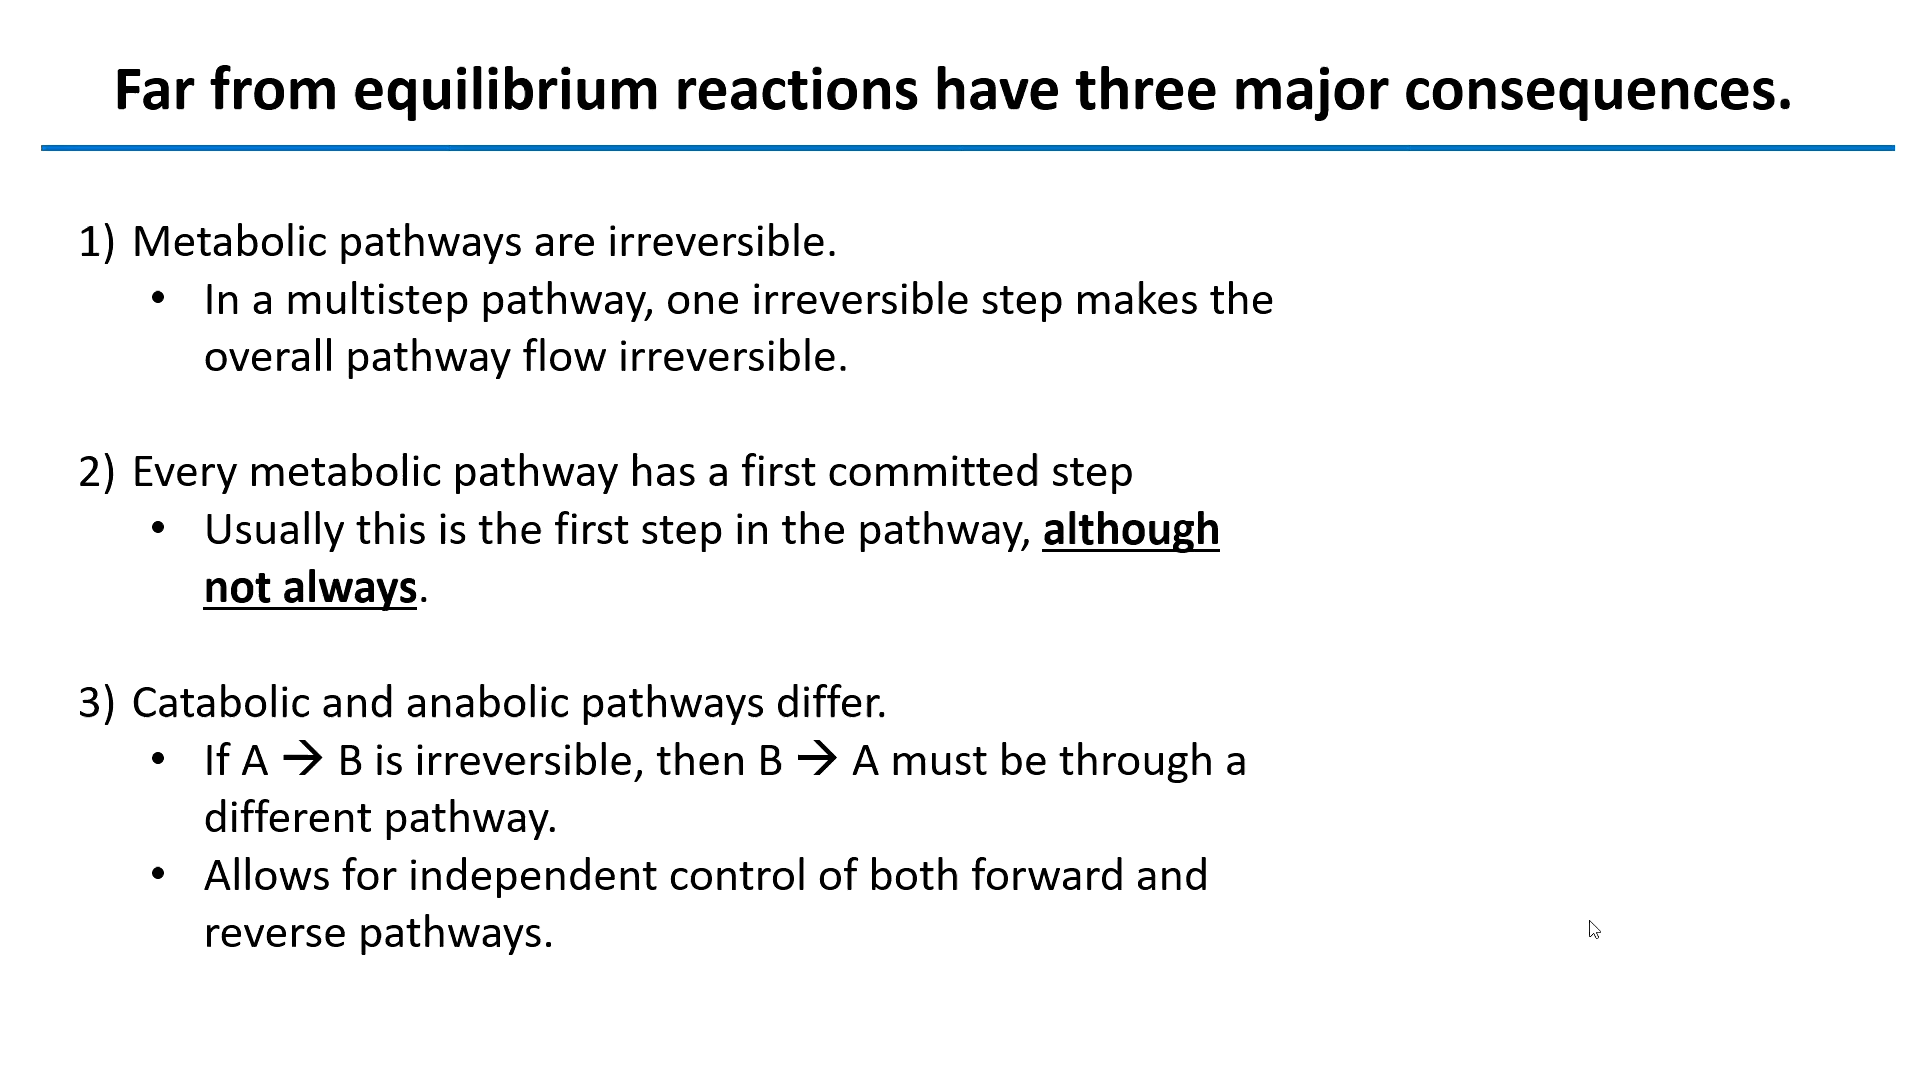 Far from equilibrium reactions have three major consequences.
1) Metabolic pathways are irreversible.
• In a multistep pathway, one irreversible step makes the
overall pathway flow irreversible.
2) Every metabolic pathway has a first committed step
• Usually this is the first step in the pathway, although
not always.
3) Catabolic and anabolic pathways differ.
• If A → B is irreversible, then B → A must be through a
different pathway.
• Allows for independent control of both forward and
reverse pathways.